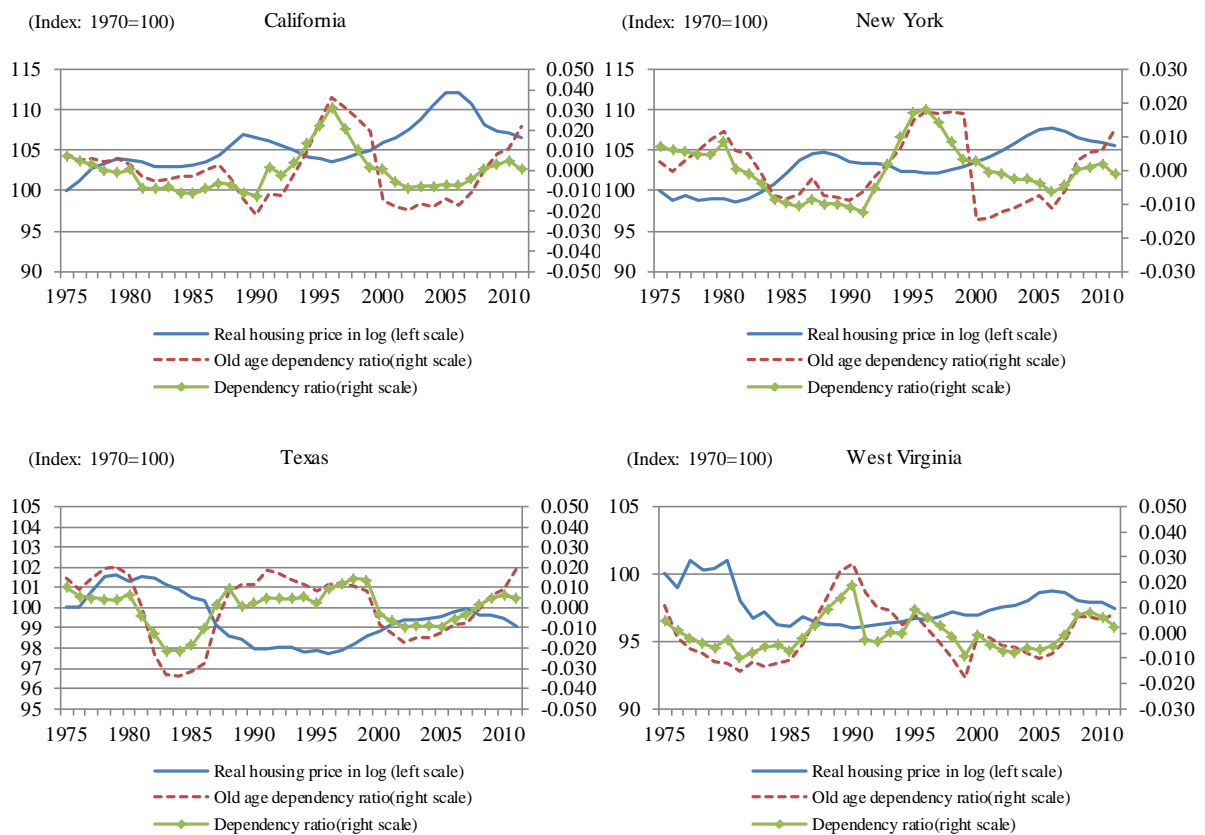 (Index: 1970=100) California
115 0.050
110 0.040
105 0.030
100 0.020
95 0.010
90 0.000
-0.010
-0.020
-0.030
-0.040
-0.050
1975 1980 1985 1990 1995 2000 2005 2010
Real housing price in log (left scale)
Old age dependency ratio(right scale)
Dependency ratio(right scale)
(Index: 1970=100) New York
115 0.030
110 0.020
105 0.010
100 0.000
95 -0.010
90 -0.020
-0.030
1975 1980 1985 1990 1995 2000 2005 2010
Real housing price in log (left scale)
Old age dependency ratio(right scale)
Dependency ratio(right scale)
(Index: 1970=100) Texas
105 0.050
104 0.040
103 0.030
102 0.020
101 0.010
100 0.000
99 -0.010
98 -0.020
97 -0.030
96 -0.040
95 -0.050
1975 1980 1985 1990 1995 2000 2005 2010
Real housing price in log (left scale)
Old age dependency ratio(right scale)
Dependency ratio(right scale)
(Index: 1970=100) West Virginia
105 0.050
100 0.040
95 0.030
90 0.020
0.010
0.000
-0.010
-0.020
-0.030
1975 1980 1985 1990 1995 2000 2005 2010
Real housing price in log (left scale)
Old age dependency ratio(right scale)
Dependency ratio(right scale)